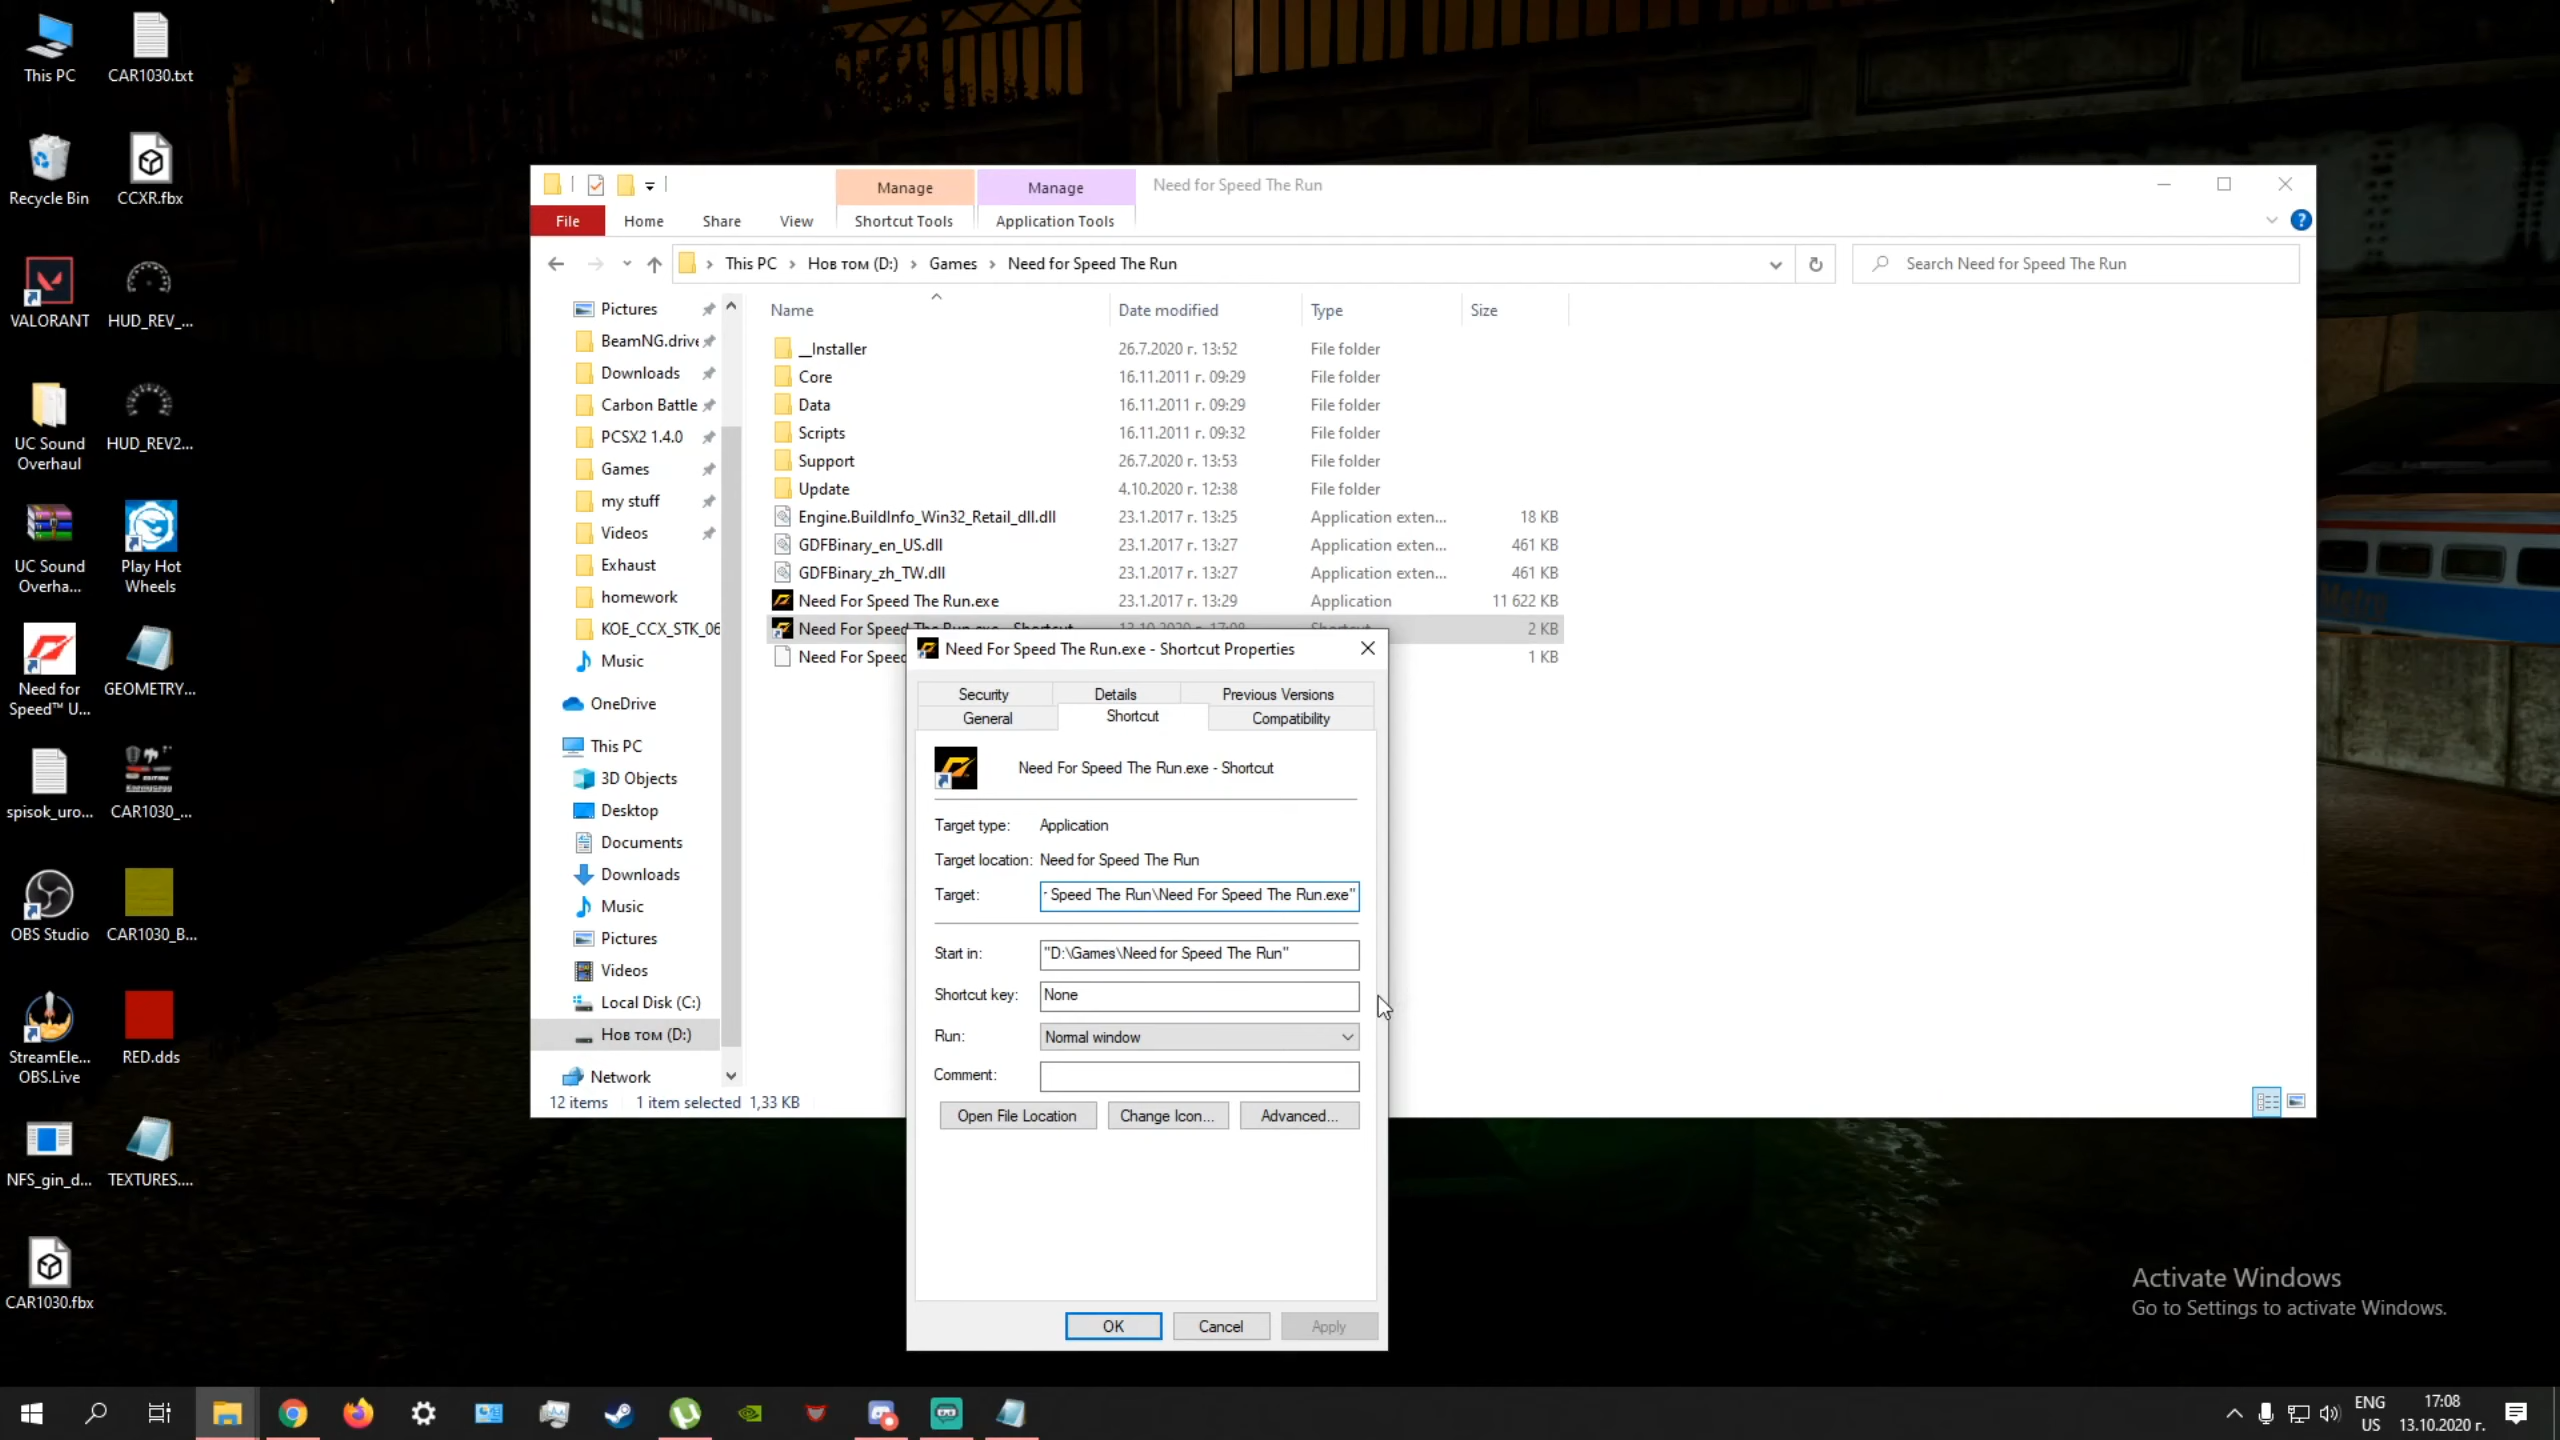 This PC
CAR1030.txt
Recycle Bin
CCXR.fbx
VALORANT
HUD_REV_...
UC Sound
Overhaul
HUD_REV2...
UC Sound
Overha...
Play Hot
Wheels
Need for
Speed™ U...
GEOMETRY...
spisok_uro...
CAR1030_...
OBS Studio
CAR1030_B...
StreamEle...
OBS.Live
RED.dds
NFS_gin_d...
TEXTURES....
CAR1030.fbx
Manage
Manage
Need for Speed The Run
File
Home
Share
View
Shortcut Tools
Application Tools
This PC
Нов том (D:)
Games
Need for Speed The Run
Search Need for Speed The Run
Pictures
BeamNG.drive
Downloads
Carbon Battle
PCSX2 1.4.0
Games
my stuff
Videos
Exhaust
homework
KOE_CCX_STK_06
Music
OneDrive
This PC
3D Objects
Desktop
Documents
Downloads
Music
Pictures
Videos
Local Disk (C:)
Нов том (D:)
Network
Name Date modified Type Size
__Installer 26.7.2020 г. 13:52 File folder
Core 16.11.2011 г. 09:29 File folder
Data 16.11.2011 г. 09:29 File folder
Scripts 16.11.2011 г. 09:32 File folder
Support 26.7.2020 г. 13:53 File folder
Update 4.10.2020 г. 12:38 File folder
Engine.BuildInfo_Win32_Retail_dll.dll 23.1.2017 г. 13:25 Application exten... 18 KB
GDFBinary_en_US.dll 23.1.2017 г. 13:27 Application exten... 461 KB
GDFBinary_zh_TW.dll 23.1.2017 г. 13:27 Application exten... 461 KB
Need For Speed The Run.exe 23.1.2017 г. 13:29 Application 11 622 KB
Need For Speed The Run.exe - Shortcut 13.10.2020 г. 17:08 Shortcut 2 KB
Need For Speed 1 KB
12 items 1 item selected 1,33 KB
Need For Speed The Run.exe - Shortcut Properties
Security
Details
Previous Versions
General
Shortcut
Compatibility
Need For Speed The Run.exe - Shortcut
Target type: Application
Target location: Need for Speed The Run
Target: Speed The Run\Need For Speed The Run.exe"
Start in: "D:\Games\Need for Speed The Run"
Shortcut key: None
Run: Normal window
Comment:
Open File Location
Change Icon...
Advanced...
OK
Cancel
Apply
Metro
Activate Windows
Go to Settings to activate Windows.
ENG
US
17:08
13.10.2020 г.